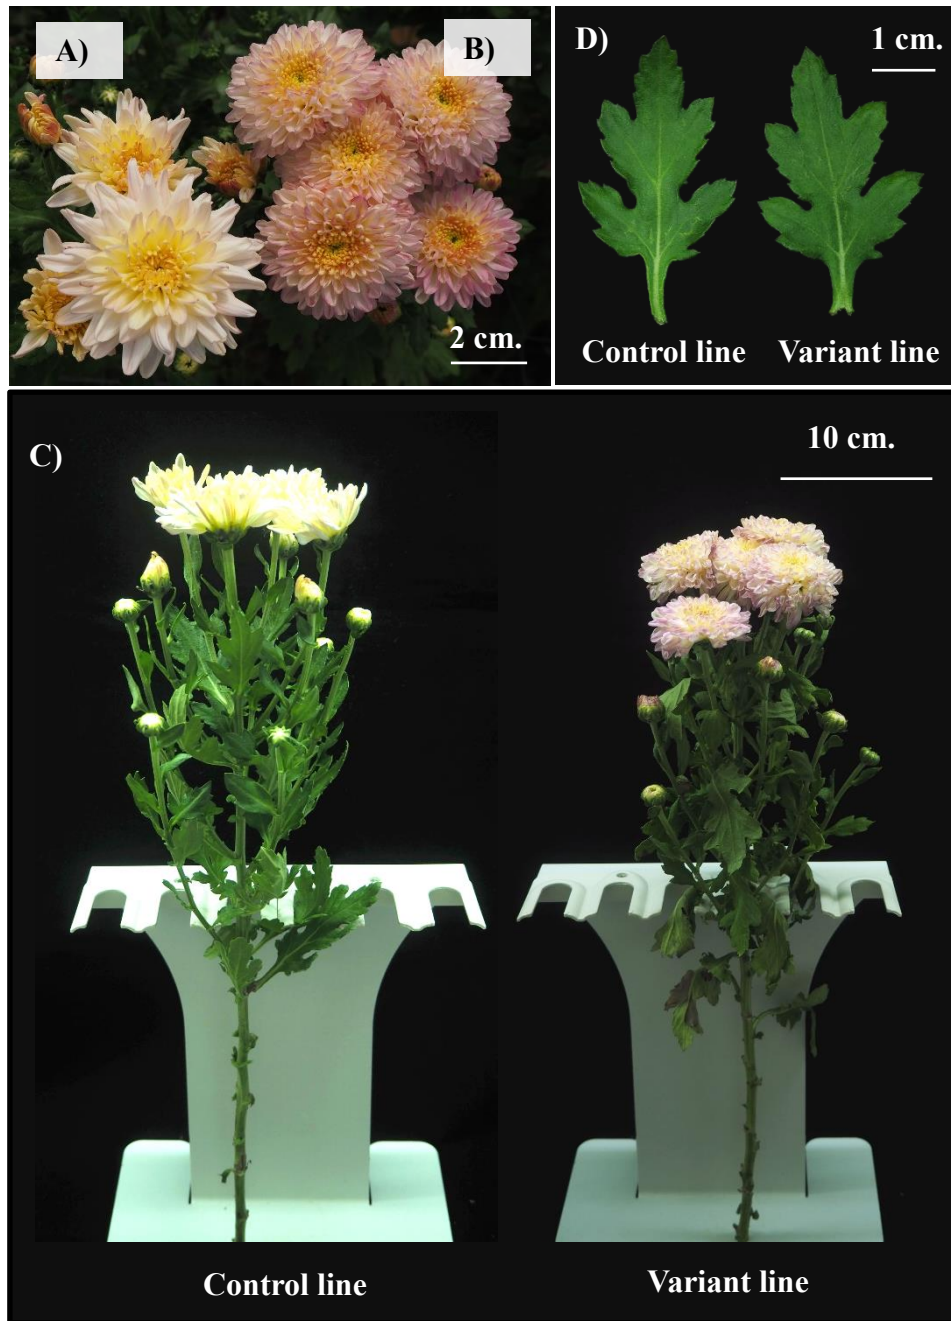 A)
B)
2 cm.
D)
1 cm.
Control line
Variant line
C)
10 cm.
Control line
Variant line